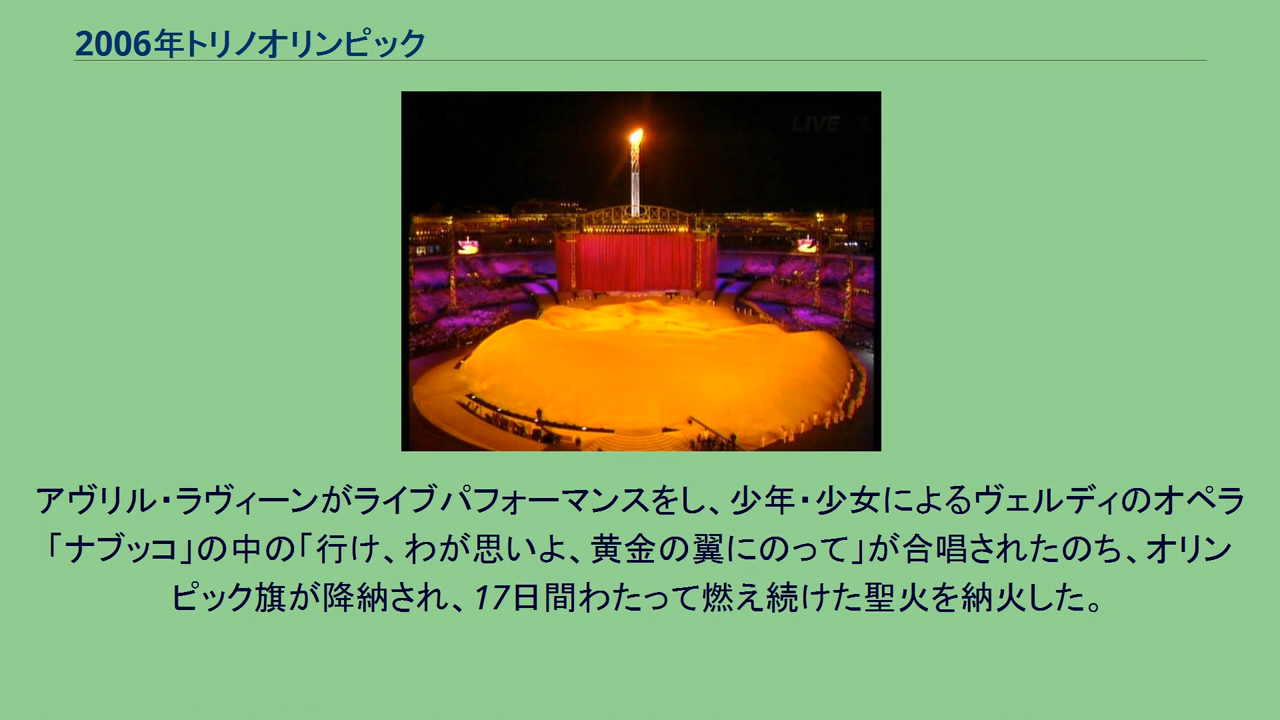 2006年トリノオリンピック
LIVE
アヴリル・ラヴィーンがライブパフォーマンスをし、少年・少女によるヴェルディのオペラ
「ナブッコ」の中の「行け、わが思いよ、黄金の翼にのって」が合唱されたのち、オリン
ピック旗が降納され、17日間わたって燃え続けた聖火を納火した。